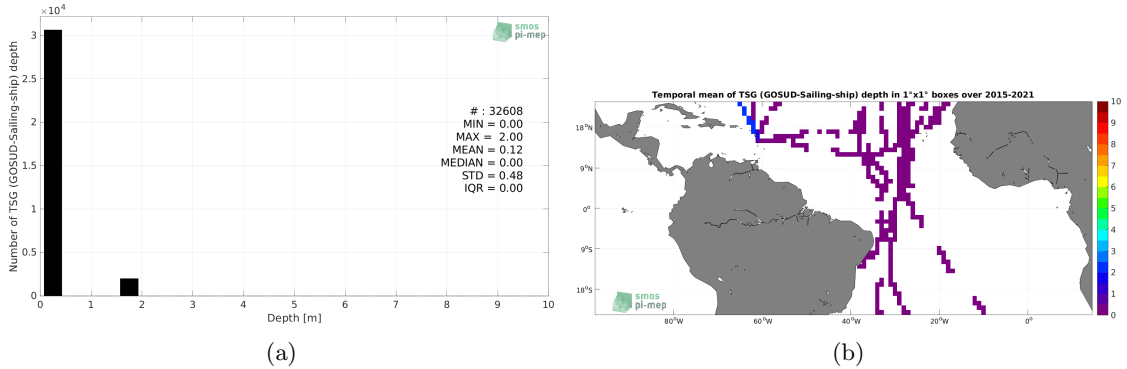 ×10⁴
3
2.5
2
1.5
1
0.5
0
Number of TSG (GOSUD-Sailing-ship) depth
smos
pi-mep
# : 32608
MIN = 0.00
MAX = 2.00
MEAN = 0.12
MEDIAN = 0.00
STD = 0.48
IQR = 0.00
0 1 2 3 4 5 6 7 8 9 10
Depth [m]
(a)
Temporal mean of TSG (GOSUD-Sailing-ship) depth in 1°x1° boxes over 2015-2021
18°N
9°N
0°
9°S
18°S
smos
pi-mep
80°W 60°W 40°W 20°W 0°
10
9
8
7
6
5
4
3
2
1
0
(b)